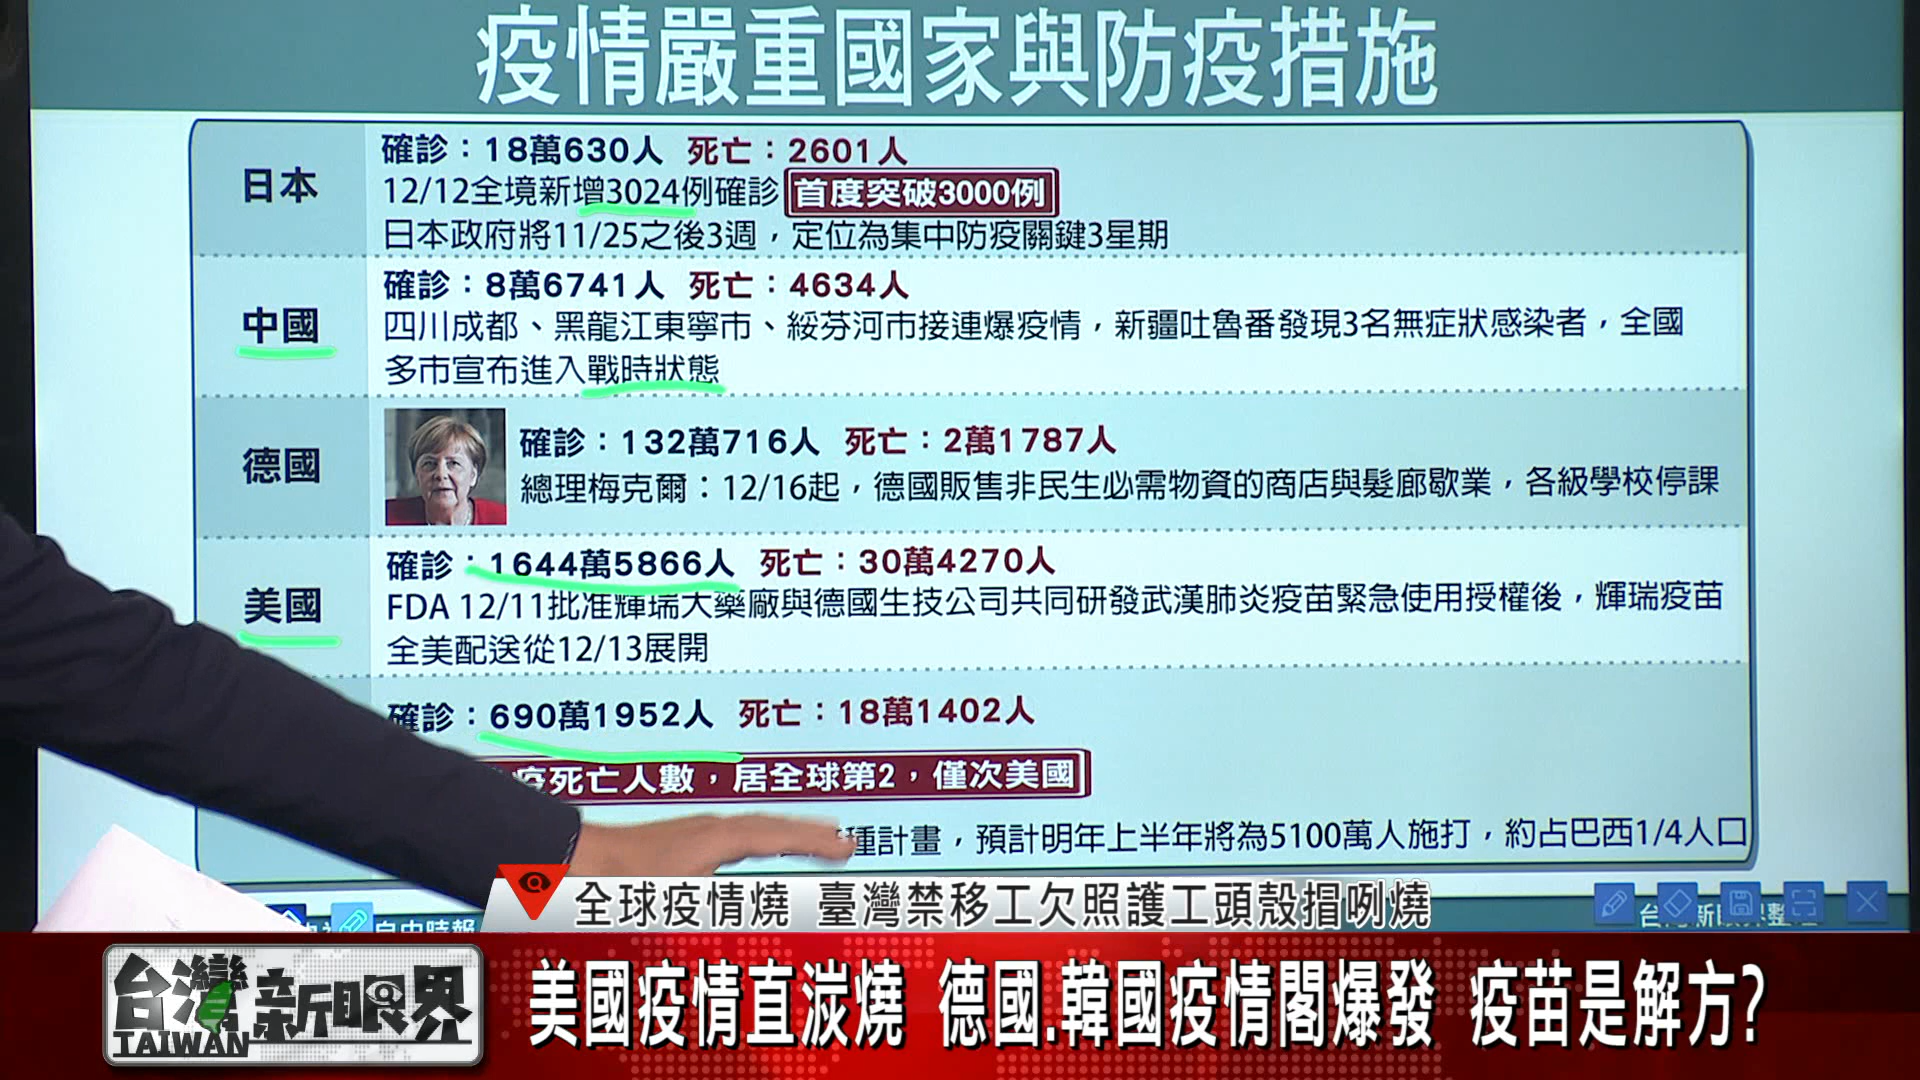 疫情嚴重國家與防疫措施
日本
確診：18萬630人 死亡：2601人
12/12全境新增3024例確診 首度突破3000例
日本政府將11/25之後3週，定位為集中防疫關鍵3星期
中國
確診：8萬6741人 死亡：4634人
四川成都、黑龍江東寧市、綏芬河市接連爆疫情，新疆吐魯番發現3名無症狀感染者，全國
多市宣布進入戰時狀態
德國
確診：132萬716人 死亡：2萬1787人
總理梅克爾：12/16起，德國販售非民生必需物資的商店與髮廊歇業，各級學校停課
美國
確診：1644萬5866人 死亡：30萬4270人
FDA 12/11批准輝瑞大藥廠與德國生技公司共同研發武漢肺炎疫苗緊急使用授權後，輝瑞疫苗
全美配送從12/13展開
確診：690萬1952人 死亡：18萬1402人
疫死亡人數，居全球第2，僅次美國
種計畫，預計明年上半年將為5100萬人施打，約占巴西1/4人口
自由時報
台灣新眼界整理
全球疫情燒 臺灣禁移工欠照護工頭殼掯咧燒
台灣新眼界
TAIWAN
美國疫情直湠燒 德國.韓國疫情閣爆發 疫苗是解方?